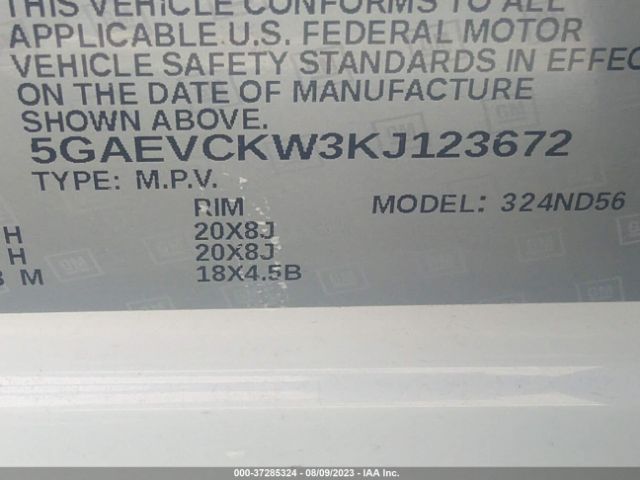 THIS VEHICLE CONFORMS TO ALL
APPLICABLE U.S. FEDERAL MOTOR
VEHICLE SAFETY STANDARDS IN EFFEC
ON THE DATE OF MANUFACTURE
SHOWN ABOVE.
5GAEVCKW3KJ123672
TYPE: M.P.V.
RIM MODEL: 324ND56
H 20X8J
H 20X8J
B M 18X4.5B
000-37285324 - 08/09/2023 - IAA Inc.